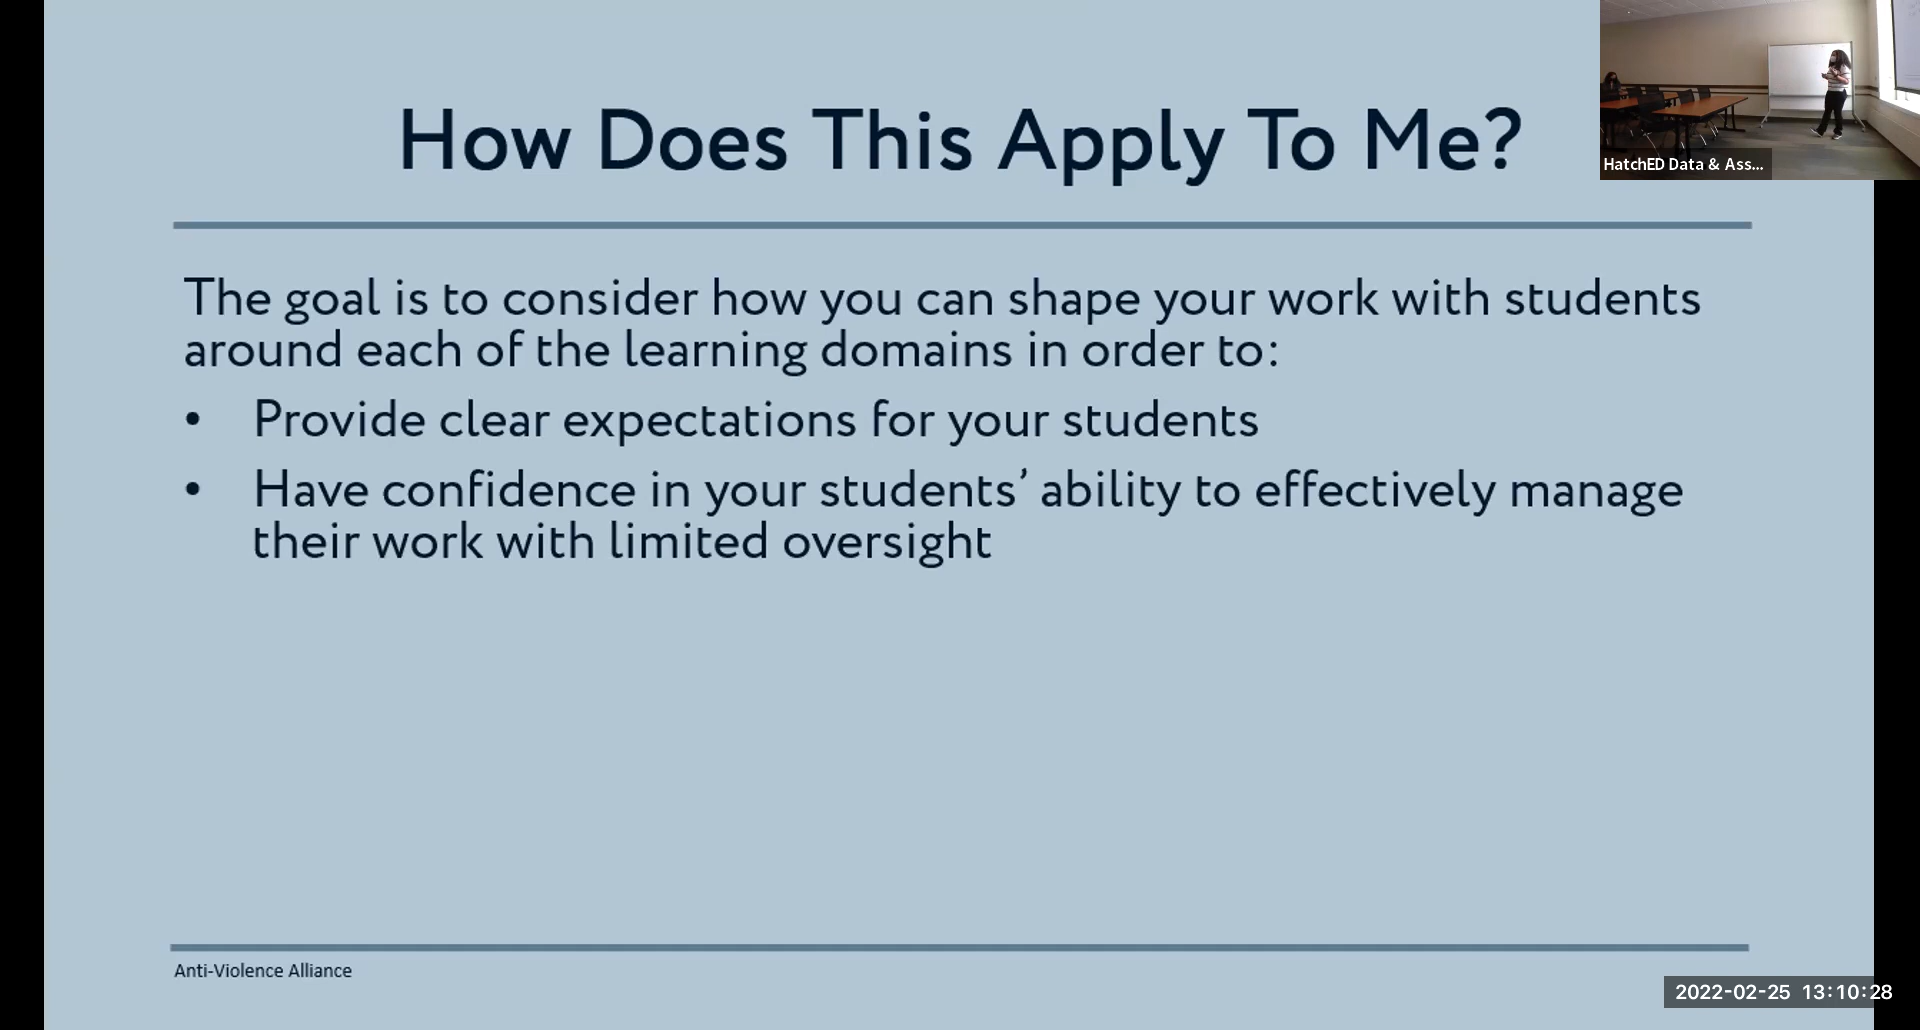 How Does This Apply To Me?
HatchED Data & Ass...
The goal is to consider how you can shape your work with students
around each of the learning domains in order to:
• Provide clear expectations for your students
• Have confidence in your students’ ability to effectively manage
their work with limited oversight
Anti-Violence Alliance
2022-02-25 13:10:28